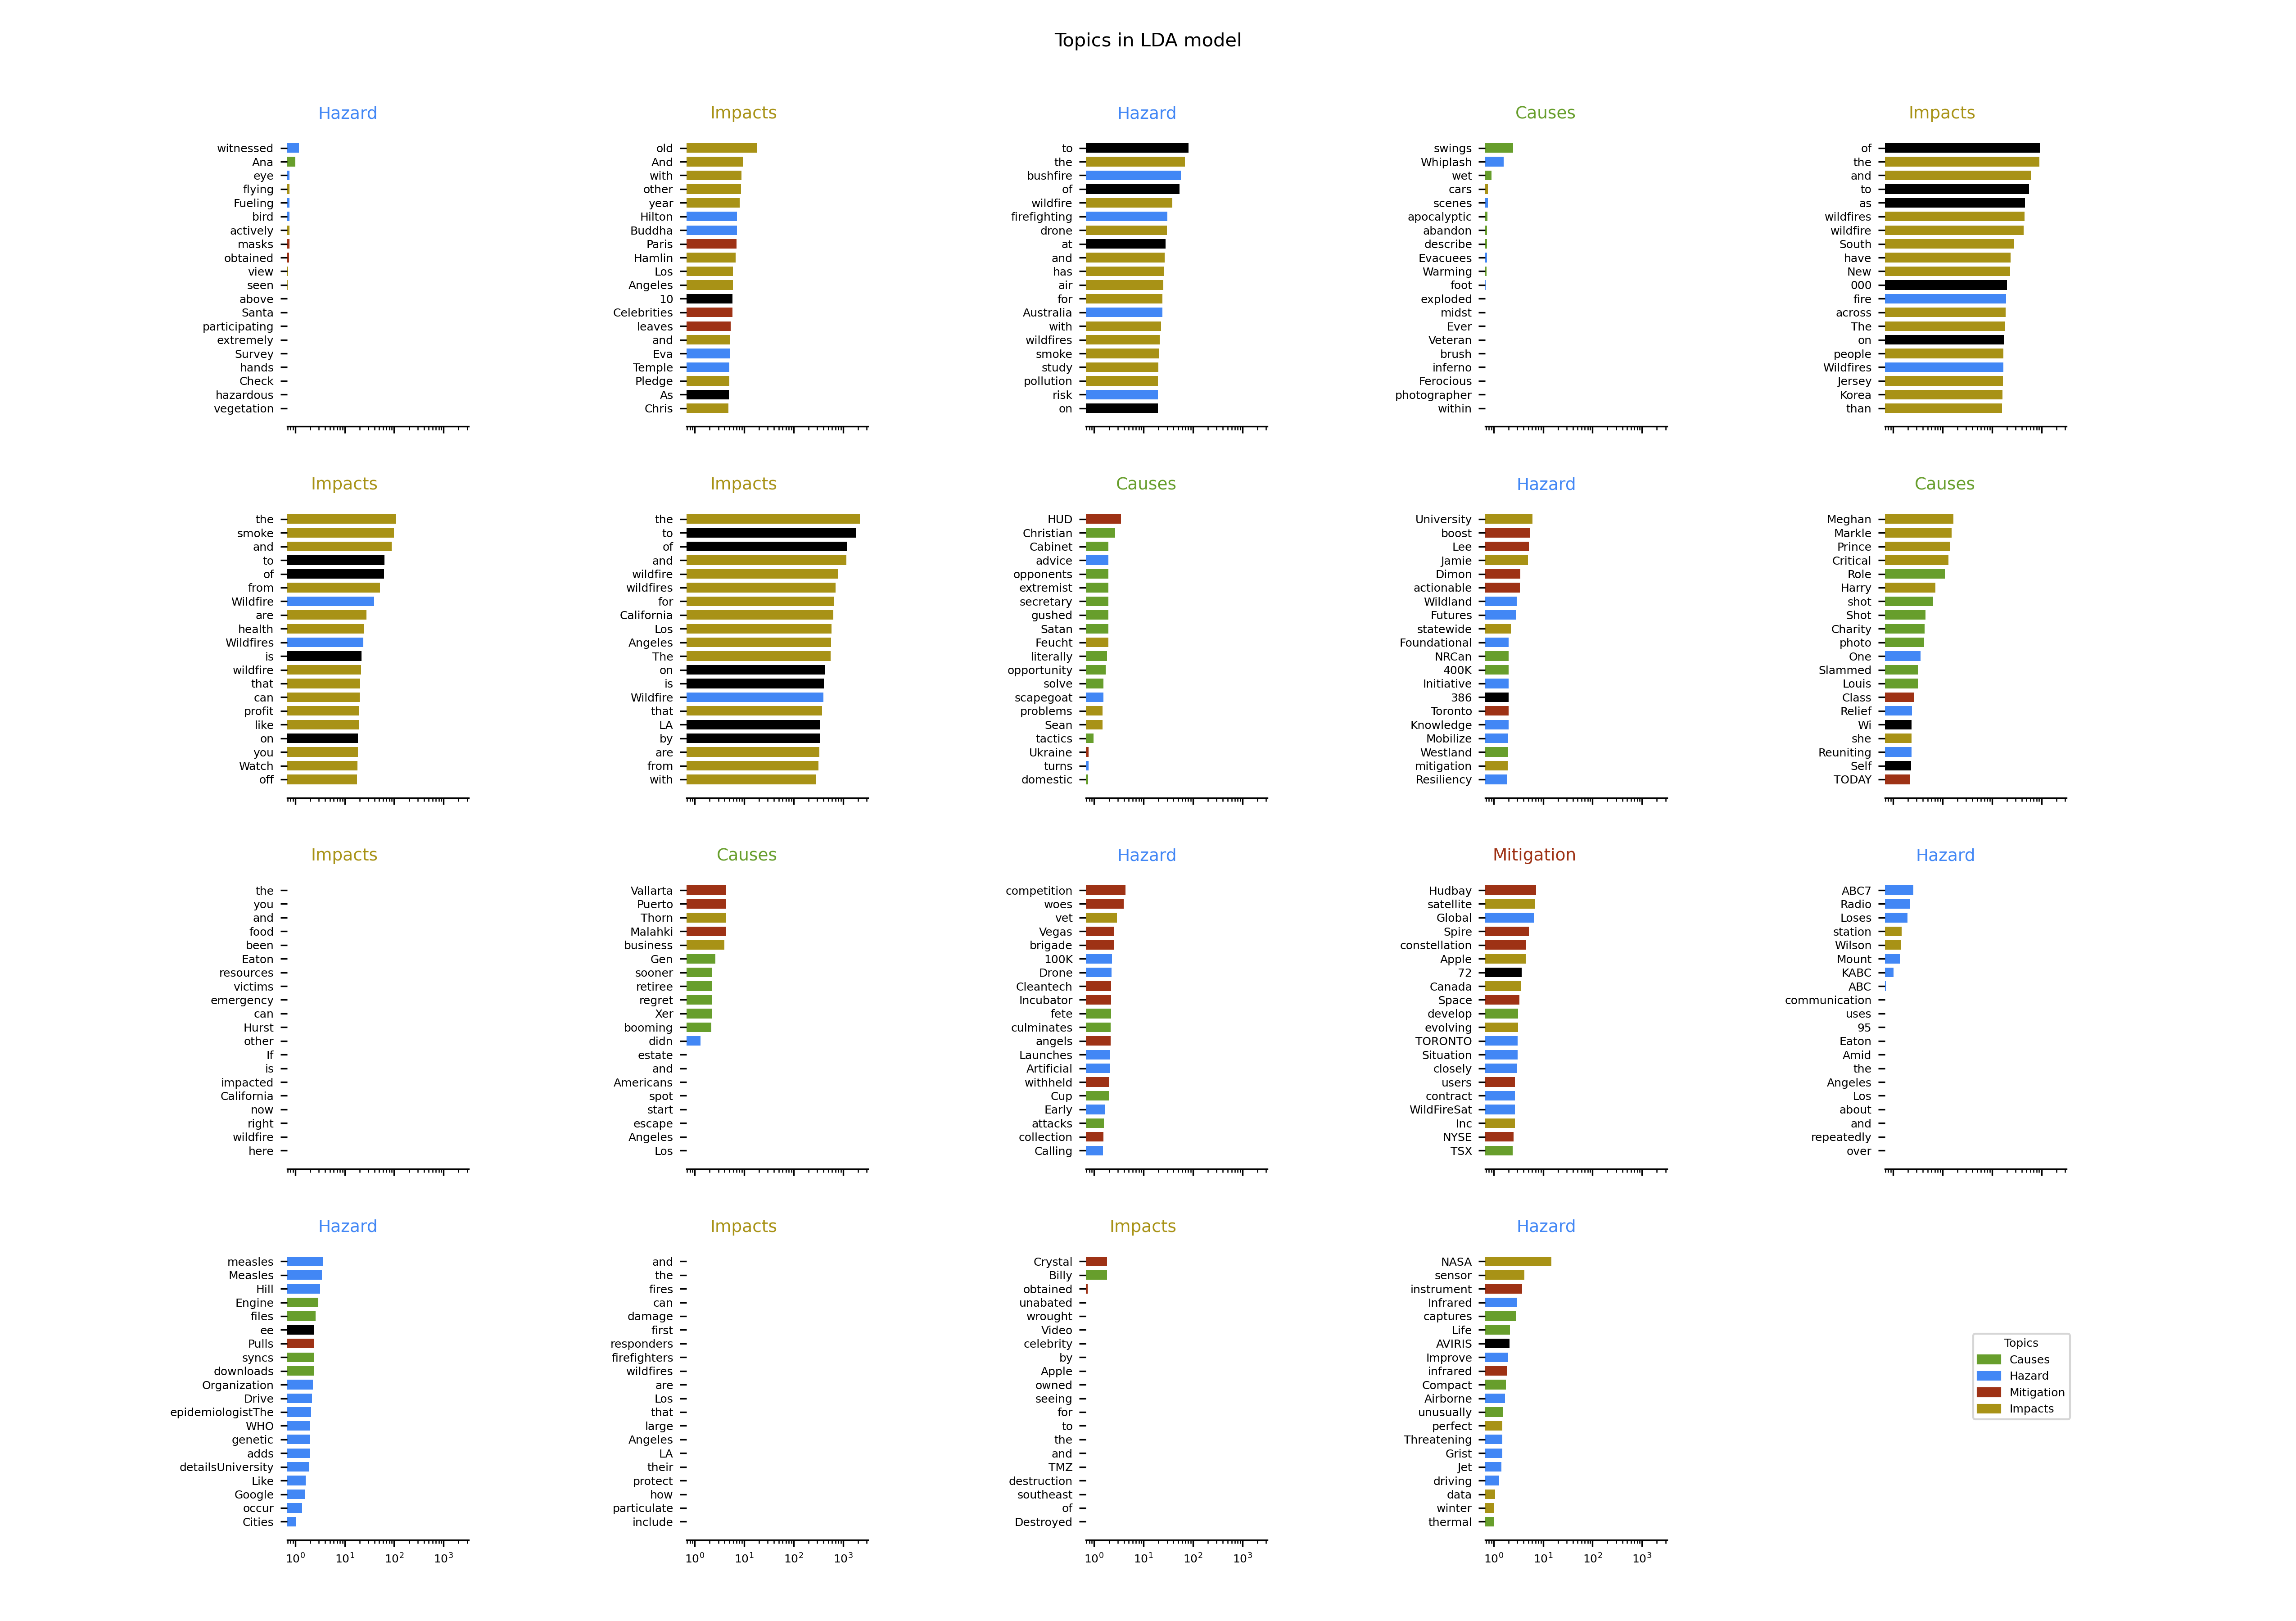 Topics in LDA model
Hazard
witnessed
Ana
eye
flying
Fueling
bird
actively
masks
obtained
view
seen
above
Santa
participating
extremely
Survey
hands
Check
hazardous
vegetation
Impacts
old
And
with
other
year
Hilton
Buddha
Paris
Hamlin
Los
Angeles
10
Celebrities
leaves
and
Eva
Temple
Pledge
As
Chris
Hazard
to
the
bushfire
of
wildfire
firefighting
drone
at
and
has
air
for
Australia
with
wildfires
smoke
study
pollution
risk
on
Causes
swings
Whiplash
wet
cars
scenes
apocalyptic
abandon
describe
Evacuees
Warming
foot
exploded
midst
Ever
Veteran
brush
inferno
Ferocious
photographer
within
Impacts
of
the
and
to
as
wildfires
wildfire
South
have
New
000
fire
across
The
on
people
Wildfires
Jersey
Korea
than
Impacts
the
smoke
and
to
of
from
Wildfire
are
health
Wildfires
is
wildfire
that
can
profit
like
on
you
Watch
off
Impacts
the
to
of
and
wildfire
wildfires
for
California
Los
Angeles
The
on
is
Wildfire
that
LA
by
are
from
with
Causes
HUD
Christian
Cabinet
advice
opponents
extremist
secretary
gushed
Satan
Feucht
literally
opportunity
solve
scapegoat
problems
Sean
tactics
Ukraine
turns
domestic
Hazard
University
boost
Lee
Jamie
Dimon
actionable
Wildland
Futures
statewide
Foundational
NRCan
400K
Initiative
386
Toronto
Knowledge
Mobilize
Westland
mitigation
Resiliency
Causes
Meghan
Markle
Prince
Critical
Role
Harry
shot
Shot
Charity
photo
One
Slammed
Louis
Class
Relief
Wi
she
Reuniting
Self
TODAY
Impacts
the
you
and
food
been
Eaton
resources
victims
emergency
can
Hurst
other
If
is
impacted
California
now
right
wildfire
here
Causes
Vallarta
Puerto
Thorn
Malahki
business
Gen
sooner
retiree
regret
Xer
booming
didn
estate
and
Americans
spot
start
escape
Angeles
Los
Hazard
competition
woes
vet
Vegas
brigade
100K
Drone
Cleantech
Incubator
fete
culminates
angels
Launches
Artificial
withheld
Cup
Early
attacks
collection
Calling
Mitigation
Hudbay
satellite
Global
Spire
constellation
Apple
72
Canada
Space
develop
evolving
TORONTO
Situation
closely
users
contract
WildFireSat
Inc
NYSE
TSX
Hazard
ABC7
Radio
Loses
station
Wilson
Mount
KABC
ABC
communication
uses
95
Eaton
Amid
the
Angeles
Los
about
and
repeatedly
over
Hazard
measles
Measles
Hill
Engine
files
ee
Pulls
syncs
downloads
Organization
Drive
epidemiologistThe
WHO
genetic
adds
detailsUniversity
Like
Google
occur
Cities
10⁰ 10¹ 10² 10³
Impacts
and
the
fires
can
damage
first
responders
firefighters
wildfires
are
Los
that
large
Angeles
LA
their
protect
how
particulate
include
10⁰ 10¹ 10² 10³
Impacts
Crystal
Billy
obtained
unabated
wrought
Video
celebrity
by
Apple
owned
seeing
for
to
the
and
TMZ
destruction
southeast
of
Destroyed
10⁰ 10¹ 10² 10³
Hazard
NASA
sensor
instrument
Infrared
captures
Life
AVIRIS
Improve
infrared
Compact
Airborne
unusually
perfect
Threatening
Grist
Jet
driving
data
winter
thermal
10⁰ 10¹ 10² 10³
Topics
Causes
Hazard
Mitigation
Impacts